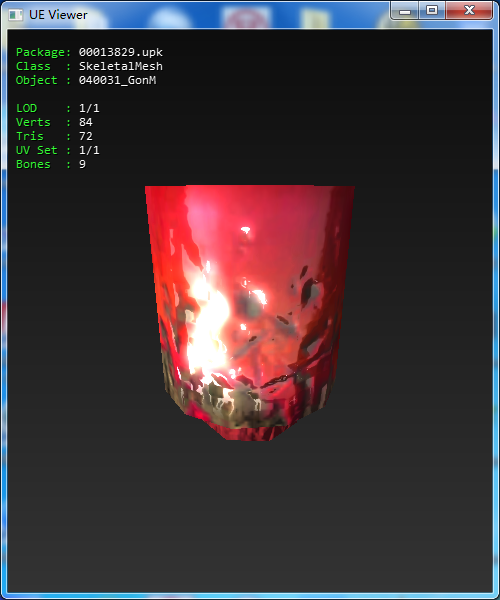 UE Viewer
Package: 00013829.upk
Class : SkeletalMesh
Object : 040031_GonM
LOD : 1/1
Verts : 84
Tris : 72
UV Set : 1/1
Bones : 9